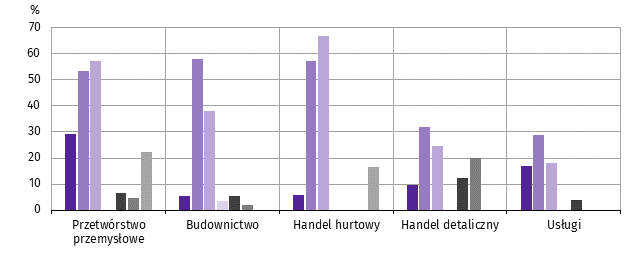 %
70
60
50
40
30
20
10
0
Przetwórstwo
przemysłowe
Budownictwo
Handel hurtowy
Handel detaliczny
Usługi